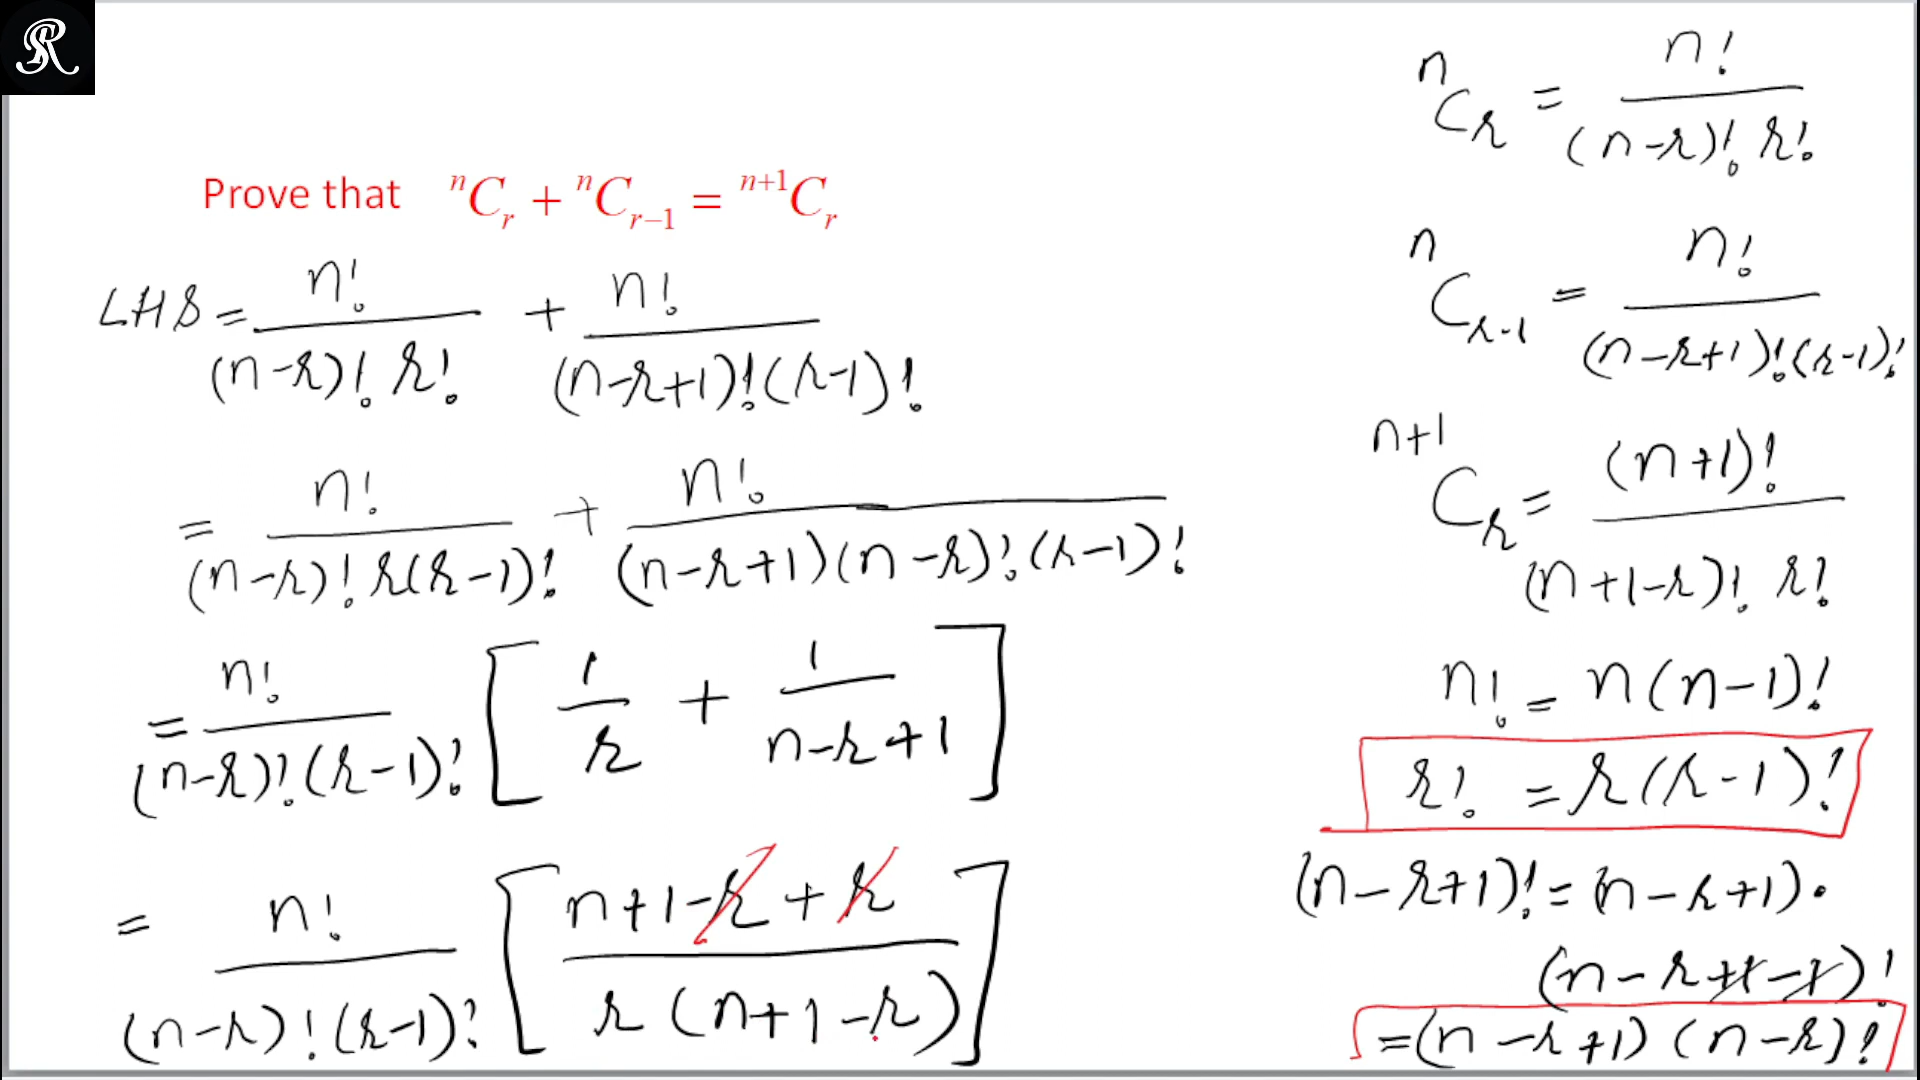 SR
Prove that ⁿCᵣ + ⁿCᵣ₋₁ = ⁿ⁺¹Cᵣ
LHS = n! / (n-r)! r! + n! / (n-r+1)! (r-1)!
= n! / (n-r)! r(r-1)! + n! / (n-r+1)(n-r)! (r-1)!
= n! / (n-r)! (r-1)! [ 1/r + 1/(n-r+1) ]
= n! / (n-r)! (r-1)! [ (n+1-r+r) / r(n+1-r) ]
ⁿCᵣ = n! / (n-r)! r!
ⁿCᵣ₋₁ = n! / (n-r+1)! (r-1)!
ⁿ⁺¹Cᵣ = (n+1)! / (n+1-r)! r!
n! = n(n-1)!
r! = r(r-1)!
(n-r+1)! = (n-r+1).
(n-r+1-1)!
= (n-r+1)(n-r)!